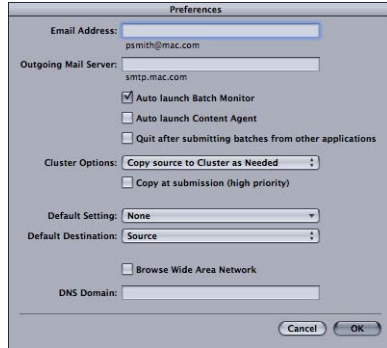 Preferences
Email Address:
psmith@mac.com
Outgoing Mail Server:
smtp.mac.com
Auto launch Batch Monitor
Auto launch Content Agent
Quit after submitting batches from other applications
Cluster Options: Copy source to Cluster as Needed
Copy at submission (high priority)
Default Setting: None
Default Destination: Source
Browse Wide Area Network
DNS Domain:
Cancel OK